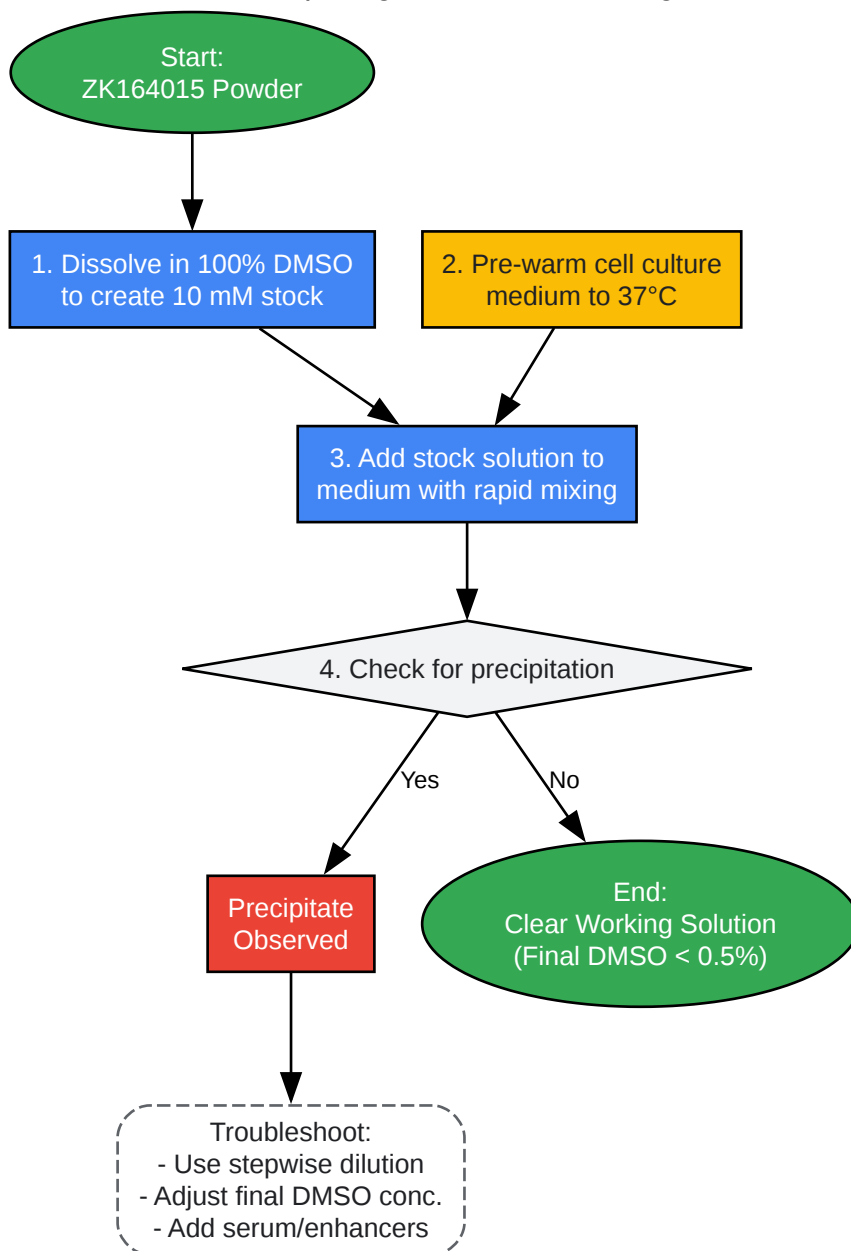 Start:
ZK164015 Powder
1. Dissolve in 100% DMSO
to create 10 mM stock
2. Pre-warm cell culture
medium to 37°C
3. Add stock solution to
medium with rapid mixing
4. Check for precipitation
Yes
No
Precipitate
Observed
End:
Clear Working Solution
(Final DMSO < 0.5%)
Troubleshoot:
- Use stepwise dilution
- Adjust final DMSO conc.
- Add serum/enhancers